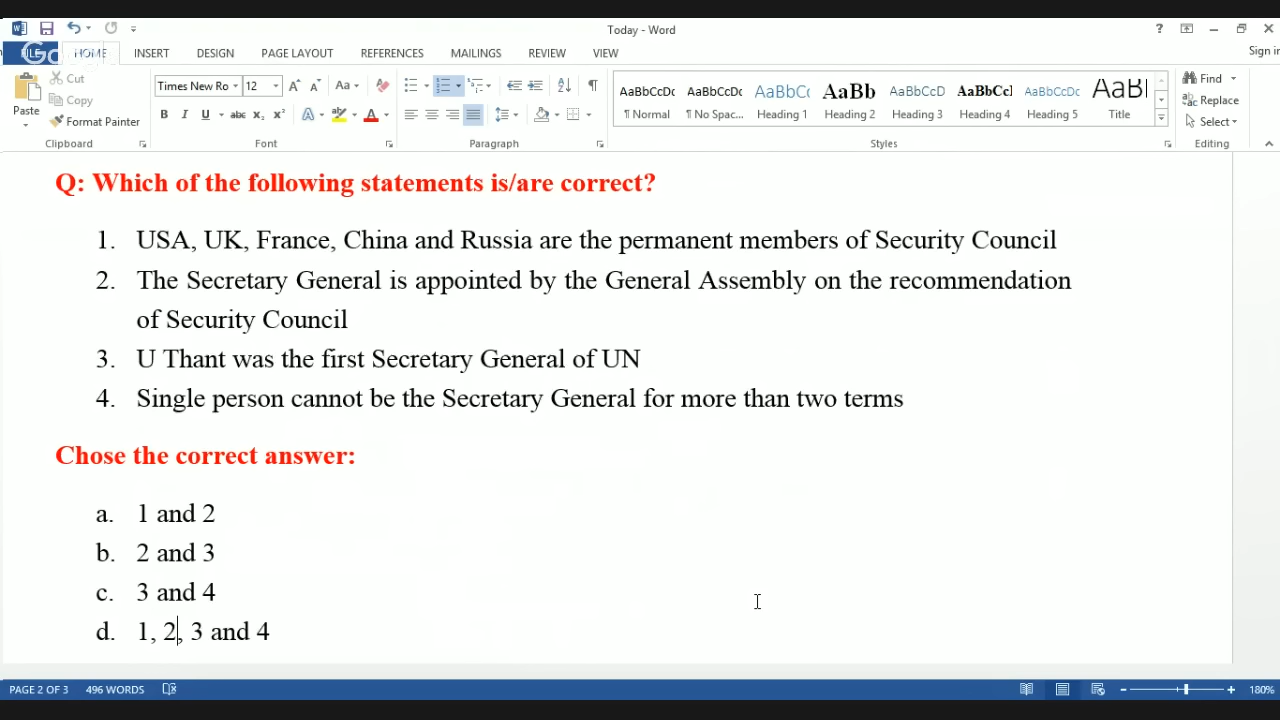 Today - Word
FILE HOME INSERT DESIGN PAGE LAYOUT REFERENCES MAILINGS REVIEW VIEW Sign in
Cut
Copy
Format Painter
Paste
Clipboard
Times New Ro 12
Font
Paragraph
AaBbCcDc AaBbCcDc AaBbCc AaBb AaBbCcD AaBbCcI AaBbCcDc AaBl
¶ Normal ¶ No Spac... Heading 1 Heading 2 Heading 3 Heading 4 Heading 5 Title
Styles
Find
Replace
Select
Editing
Q: Which of the following statements is/are correct?
1. USA, UK, France, China and Russia are the permanent members of Security Council
2. The Secretary General is appointed by the General Assembly on the recommendation
of Security Council
3. U Thant was the first Secretary General of UN
4. Single person cannot be the Secretary General for more than two terms
Chose the correct answer:
a. 1 and 2
b. 2 and 3
c. 3 and 4
d. 1, 2, 3 and 4
PAGE 2 OF 3 496 WORDS 180%